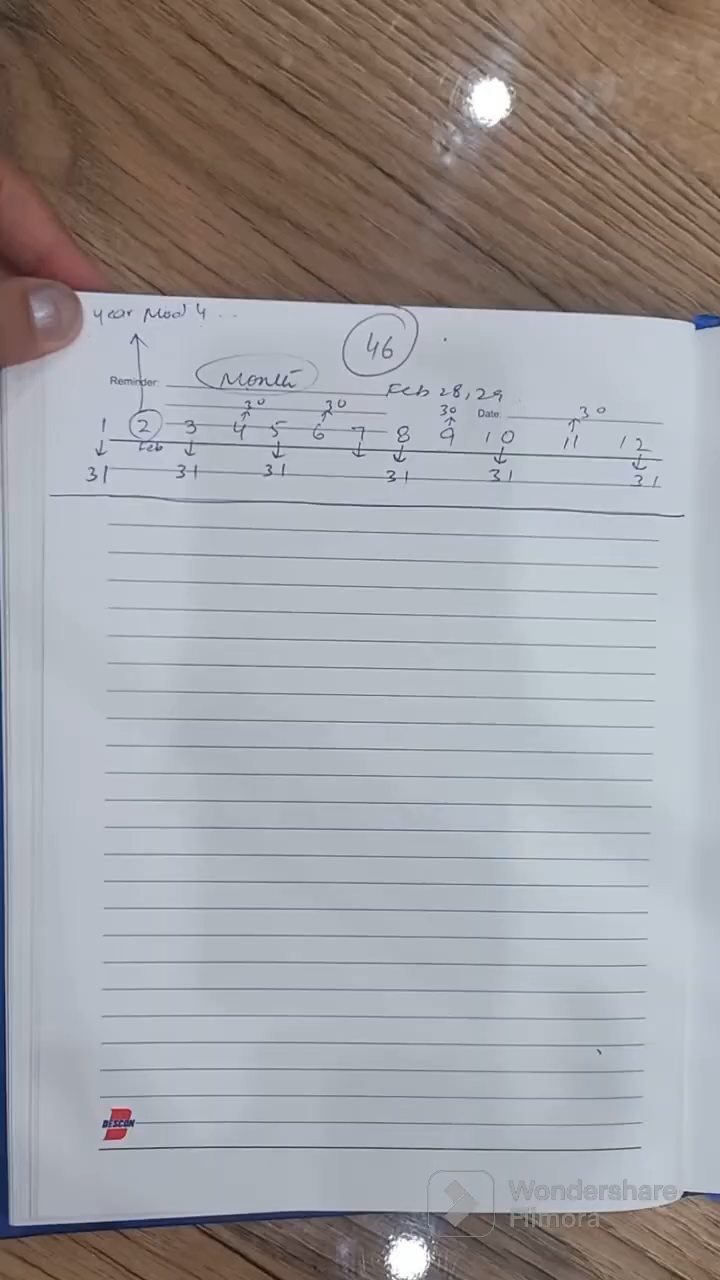 year Mod 4 ..
46
Reminder: Month
Feb 28, 29
30 30 30 Date: 30
1 2 3 4 5 6 7 8 9 10 11 12
Feb
31 31 31 31 31 31
DESCON
Wondershare
Filmora